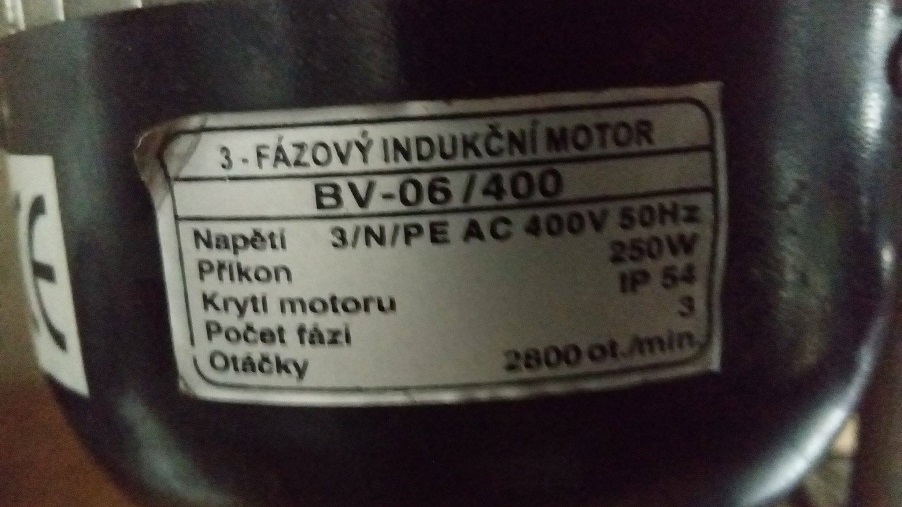 3 - FÁZOVÝ INDUKČNÍ MOTOR
BV-06/400
Napětí 3/N/PE AC 400V 50Hz
Příkon 250W
Krytí motoru IP 54
Počet fází 3
Otáčky 2800 ot./min.
CE